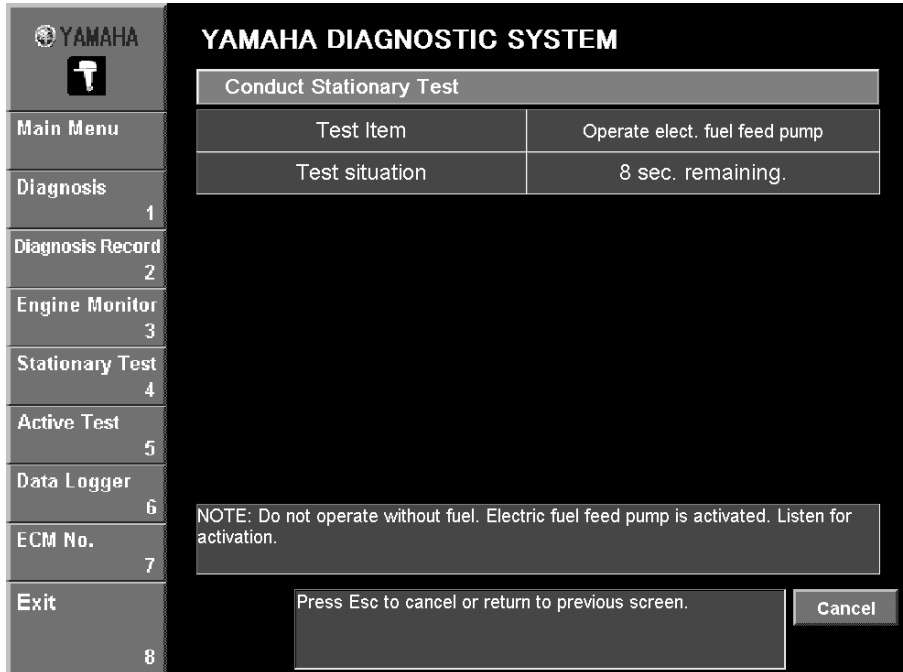 YAMAHA
YAMAHA DIAGNOSTIC SYSTEM
Conduct Stationary Test
Test Item
Operate elect. fuel feed pump
Test situation
8 sec. remaining.
Main Menu
Diagnosis
1
Diagnosis Record
2
Engine Monitor
3
Stationary Test
4
Active Test
5
Data Logger
6
ECM No.
7
Exit
8
NOTE: Do not operate without fuel. Electric fuel feed pump is activated. Listen for
activation.
Press Esc to cancel or return to previous screen.
Cancel